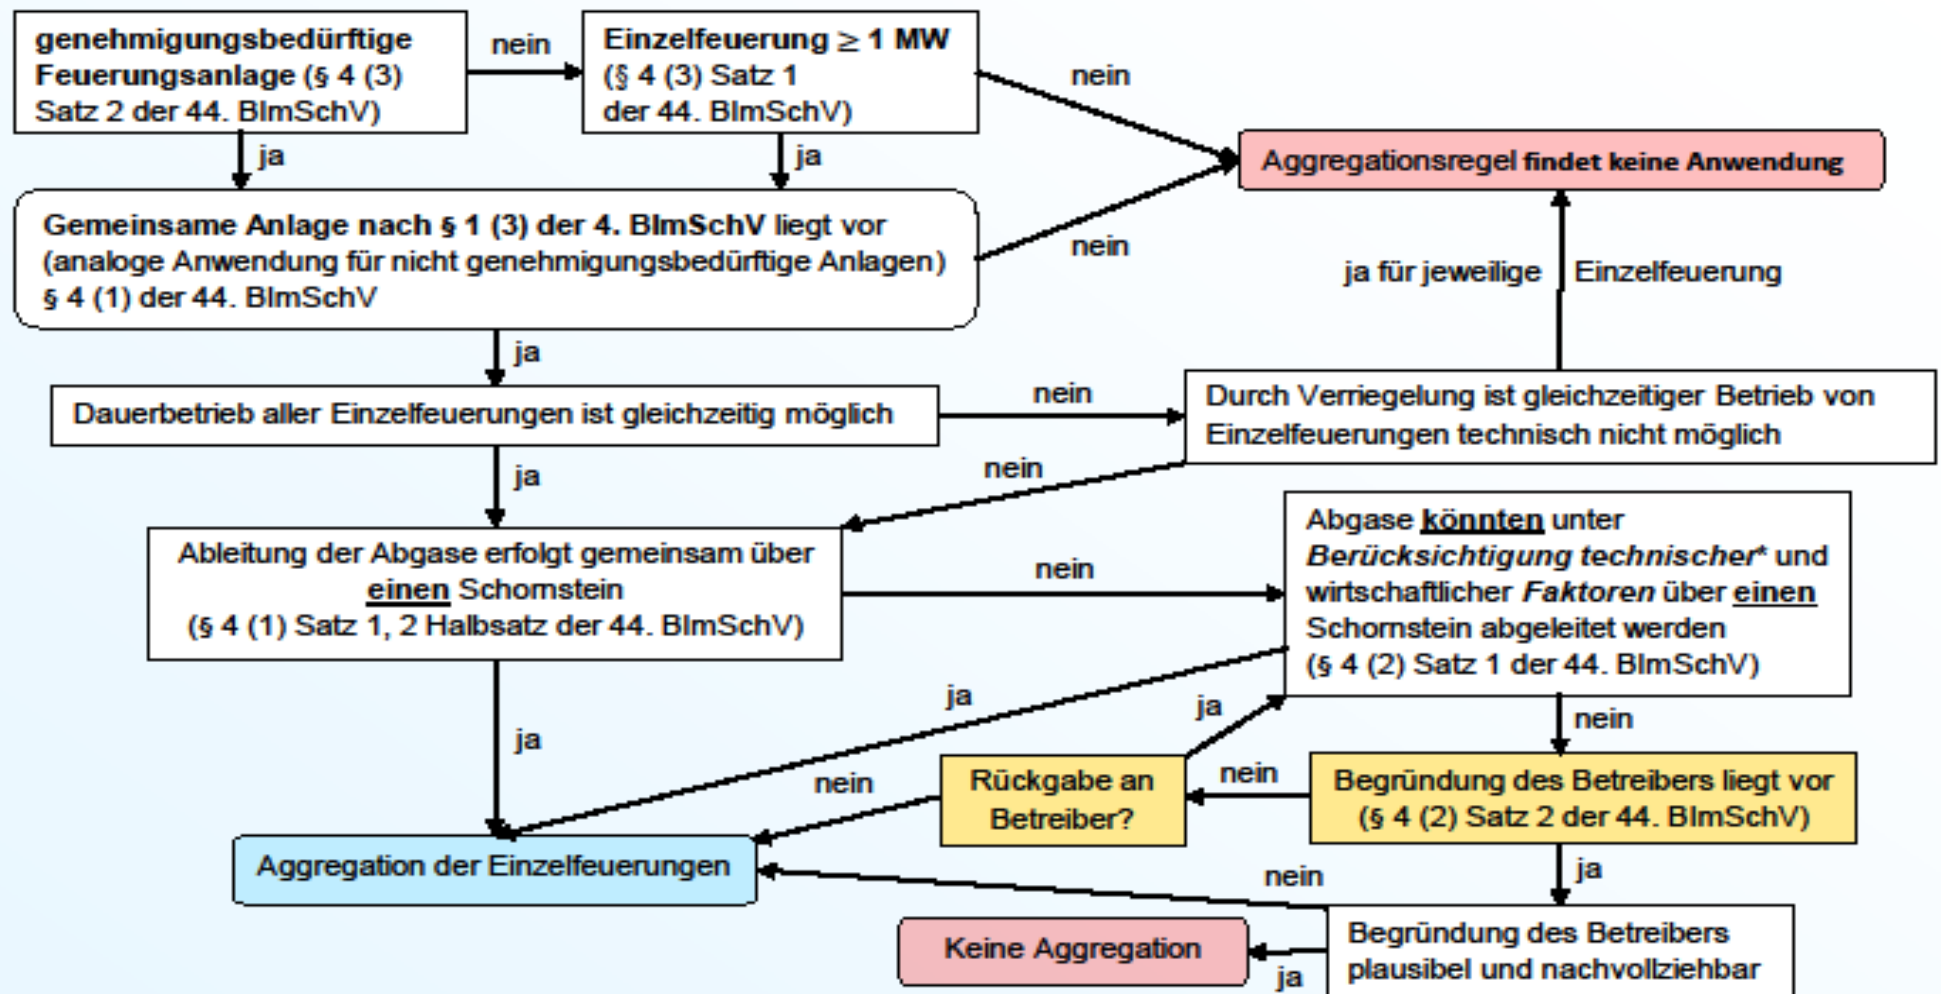 genehmigungsbedürftige
Feuerungsanlage (§ 4 (3)
Satz 2 der 44. BImSchV)
nein
Einzelfeuerung ≥ 1 MW
(§ 4 (3) Satz 1
der 44. BImSchV)
nein
ja
ja
Aggregationsregel findet keine Anwendung
Gemeinsame Anlage nach § 1 (3) der 4. BImSchV liegt vor
(analoge Anwendung für nicht genehmigungsbedürftige Anlagen)
§ 4 (1) der 44. BImSchV
nein
ja für jeweilige Einzelfeuerung
ja
Dauerbetrieb aller Einzelfeuerungen ist gleichzeitig möglich
nein
Durch Verriegelung ist gleichzeitiger Betrieb von
Einzelfeuerungen technisch nicht möglich
ja
nein
Ableitung der Abgase erfolgt gemeinsam über
einen Schornstein
(§ 4 (1) Satz 1, 2 Halbsatz der 44. BImSchV)
nein
Abgase könnten unter
Berücksichtigung technischer* und
wirtschaftlicher Faktoren über einen
Schornstein abgeleitet werden
(§ 4 (2) Satz 1 der 44. BImSchV)
ja
ja
ja
nein
nein
Rückgabe an
Betreiber?
nein
Begründung des Betreibers liegt vor
(§ 4 (2) Satz 2 der 44. BImSchV)
Aggregation der Einzelfeuerungen
nein
ja
Keine Aggregation
ja
Begründung des Betreibers
plausibel und nachvollziehbar